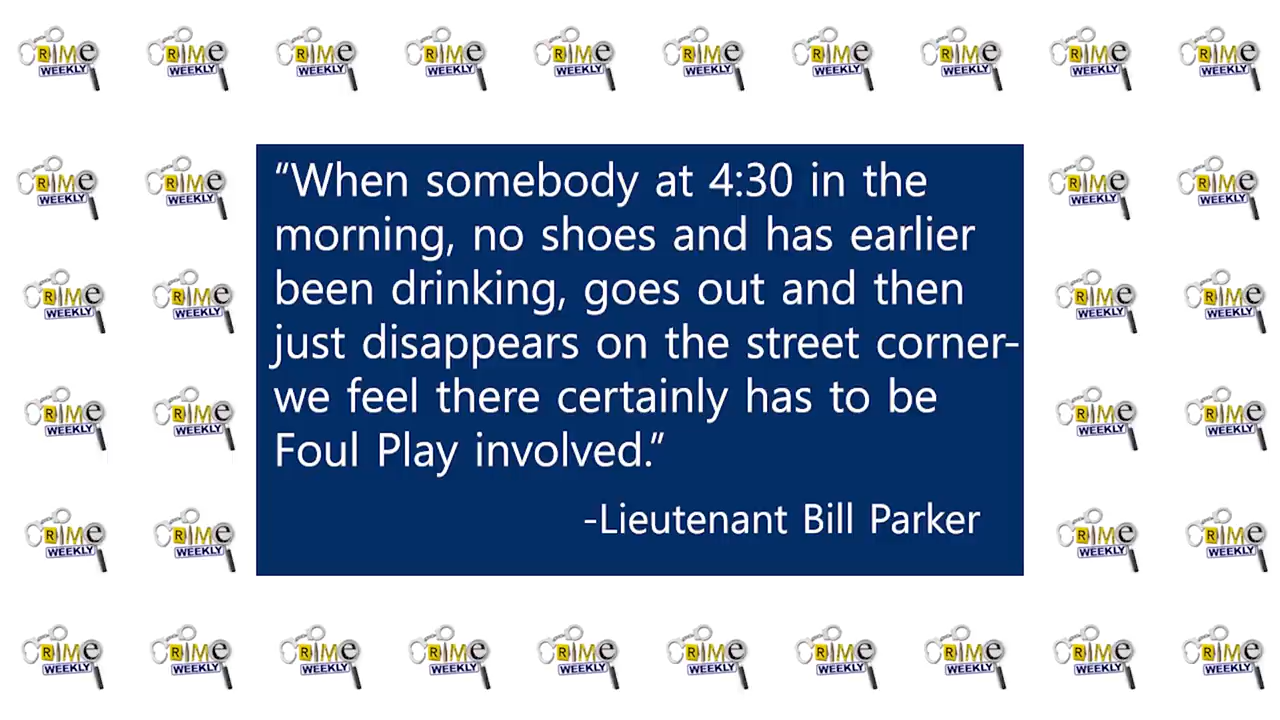 CRIMe WEEKLY
“When somebody at 4:30 in the
morning, no shoes and has earlier
been drinking, goes out and then
just disappears on the street corner-
we feel there certainly has to be
Foul Play involved.”
-Lieutenant Bill Parker